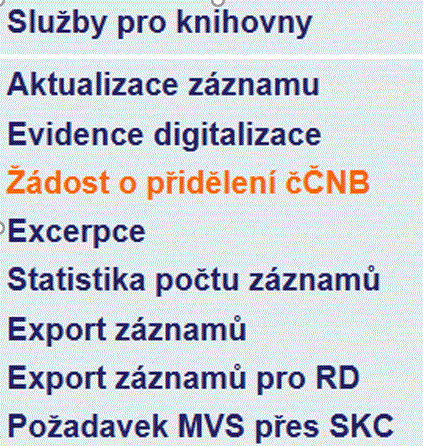 Služby pro knihovny
Aktualizace záznamu
Evidence digitalizace
Žádost o přidělení čČNB
Excerpce
Statistika počtu záznamů
Export záznamů
Export záznamů pro RD
Požadavek MVS přes SKC